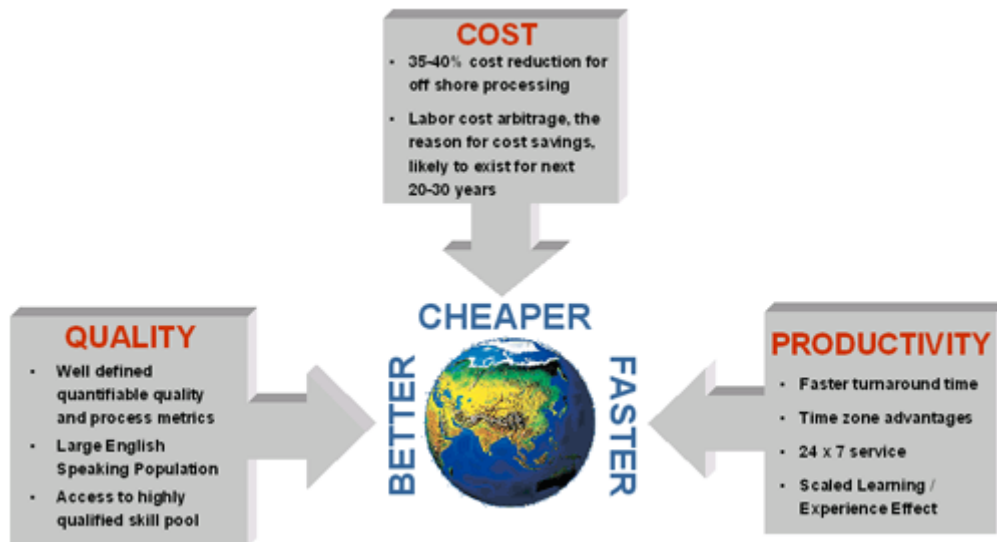 COST
• 35-40% cost reduction for
off shore processing
• Labor cost arbitrage, the
reason for cost savings,
likely to exist for next
20-30 years
CHEAPER
BETTER
FASTER
QUALITY
• Well defined
quantifiable quality
and process metrics
• Large English
Speaking Population
• Access to highly
qualified skill pool
PRODUCTIVITY
• Faster turnaround time
• Time zone advantages
• 24 x 7 service
• Scaled Learning /
Experience Effect